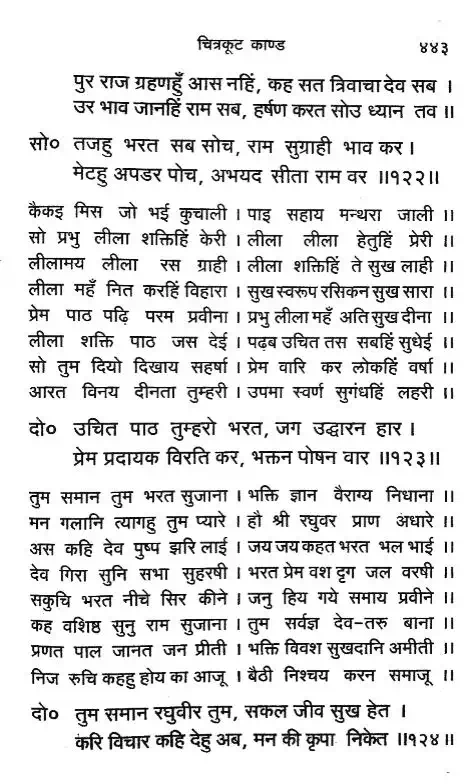 चित्रकूट काण्ड ४४३
पुर राज ग्रहणहुँ आस नहिं, कह सत त्रिवाचा देव सब ।
उर भाव जानहिं राम सब, हर्षण करत सोउ ध्यान तव ॥
सो० तजहु भरत सब सोच, राम सुग्राही भाव कर ।
मेटहु अपडर पोच, अभयद सीता राम वर ॥१२२॥
कैकइ मिस जो भई कुचाली । पाइ सहाय मन्थरा जाली ॥
सो प्रभु लीला शक्तिहिं केरी । लीला लीला हेतुहिं प्रेरी ॥
लीलामय लीला रस ग्राही । लीला शक्तिहिं ते सुख लाही ॥
लीला महँ नित करहिं विहारा । सुख स्वरुप रसिकन सुख सारा ॥
प्रेम पाठ पढ़ि परम प्रवीना । प्रभु लीला महँ अति सुख दीना ॥
लीला शक्ति पाठ जस देई । पढ़ब उचित तस सबहिं सुधेई ॥
सो तुम दियो दिखाय सहर्षा । प्रेम वारि कर लोकहिं वर्षा ॥
आरत विनय दीनता तुम्हरी । उपमा स्वर्ण सुगंधहिं लहरी ॥
दो० उचित पाठ तुम्हरो भरत, जग उद्धारन हार ।
प्रेम प्रदायक विरति कर, भक्तन पोषन वार ॥१२३॥
तुम समान तुम भरत सुजाना । भक्ति ज्ञान वैराग्य निधाना ॥
मन गलानि त्यागहु तुम प्यारे । हौ श्री रघुवर प्राण अधारे ॥
अस कहि देव पुष्प झरि लाई । जय जय कहत भरत भल भाई ॥
देव गिरा सुनि सभा सुहरषी । भरत प्रेम वश दृग जल वरषी ॥
सकुचि भरत नीचे सिर कीने । जनु हिय गये समाय प्रवीने ॥
कह वशिष्ठ सुनु राम सुजाना । तुम सर्वज्ञ देव-तरु बाना ॥
प्रणत पाल जानत जन प्रीती । भक्ति विवश सुखदानि अमीती ॥
निज रुचि कहहु होय का आजू । बैठी निश्चय करन समाजू ॥
दो० तुम समान रघुवीर तुम, सकल जीव सुख हेत ।
करि विचार कहि देहु अब, मन की कृपा निकेत ॥१२४॥